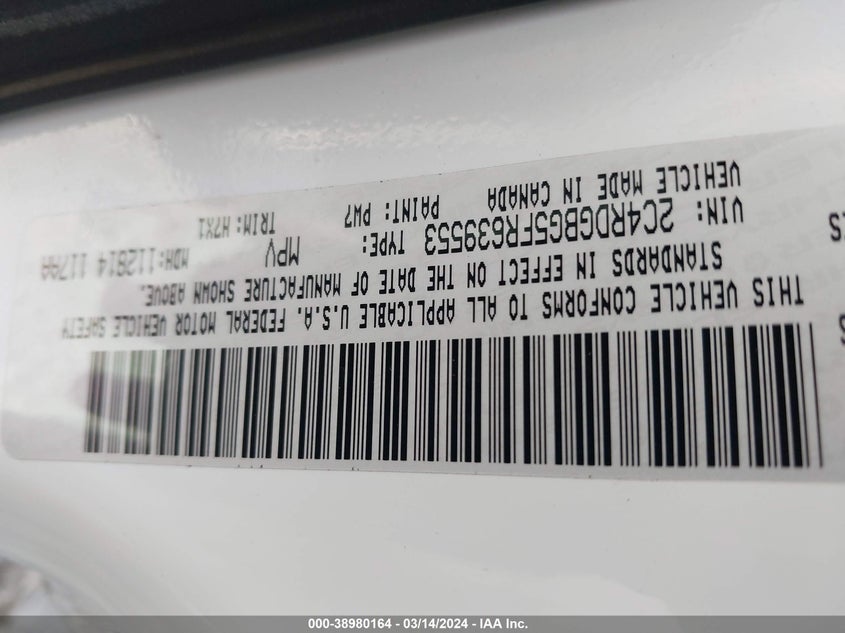 THIS VEHICLE CONFORMS TO ALL APPLICABLE U.S.A. FEDERAL MOTOR VEHICLE SAFETY
STANDARDS IN EFFECT ON THE DATE OF MANUFACTURE SHOWN ABOVE.
VIN: 2C4RDGBG5FR639553 TYPE: MPV MDH: 112814 117AA
VEHICLE MADE IN CANADA PAINT: PW7 TRIM: H7X1
000-38980164 - 03/14/2024 - IAA Inc.